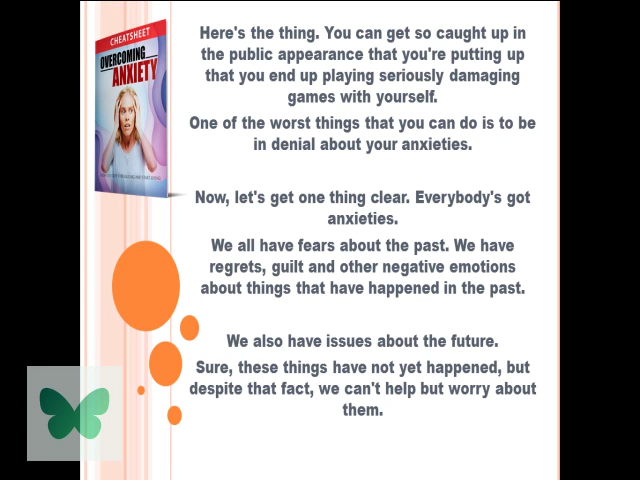 CHEATSHEET
OVERCOMING
ANXIETY
Here's the thing. You can get so caught up in
the public appearance that you're putting up
that you end up playing seriously damaging
games with yourself.
One of the worst things that you can do is to be
in denial about your anxieties.
Now, let's get one thing clear. Everybody's got
anxieties.
We all have fears about the past. We have
regrets, guilt and other negative emotions
about things that have happened in the past.
We also have issues about the future.
Sure, these things have not yet happened, but
despite that fact, we can't help but worry about
them.